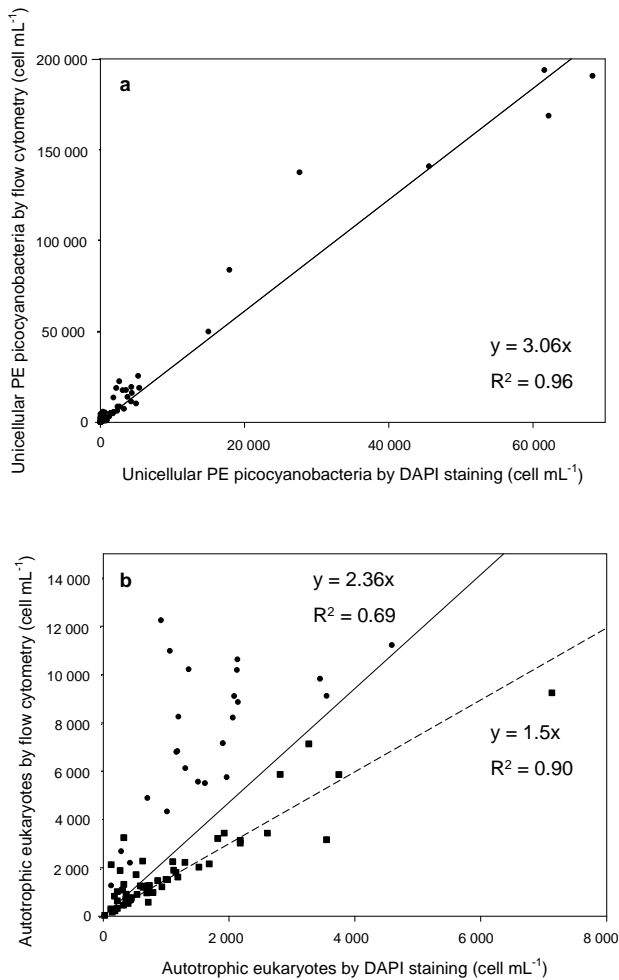 Unicellular PE picocyanobacteria by flow cytometry (cell mL-1)
200 000
150 000
100 000
50 000
0
a
y = 3.06x
R2 = 0.96
0
20 000
40 000
60 000
Unicellular PE picocyanobacteria by DAPI staining (cell mL-1)
Autotrophic eukaryotes by flow cytometry (cell mL-1)
14 000
12 000
10 000
8 000
6 000
4 000
2 000
0
b
y = 2.36x
R2 = 0.69
y = 1.5x
R2 = 0.90
0
2 000
4 000
6 000
8 000
Autotrophic eukaryotes by DAPI staining (cell mL-1)